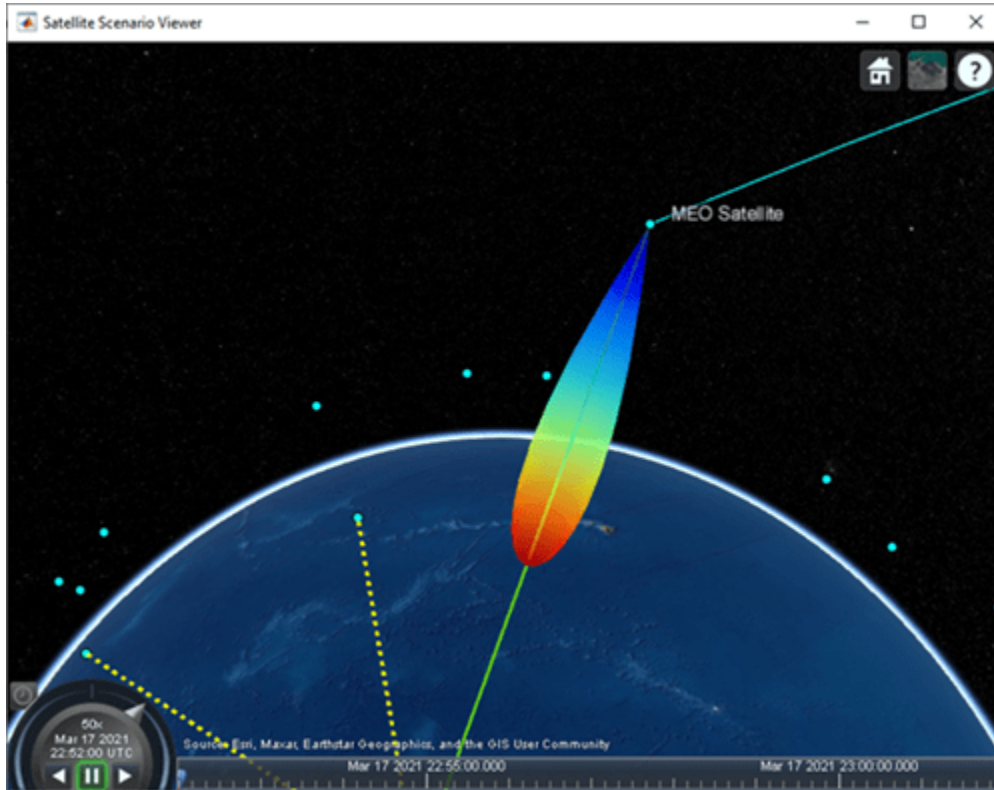 Satellite Scenario Viewer
?
MEO Satellite
60x
Mar 17 2021
22:52:00 UTC
Source: Esri, Maxar, Earthstar Geographics, and the GIS User Community
Mar 17 2021 22:55:00.000
Mar 17 2021 23:00:00.000